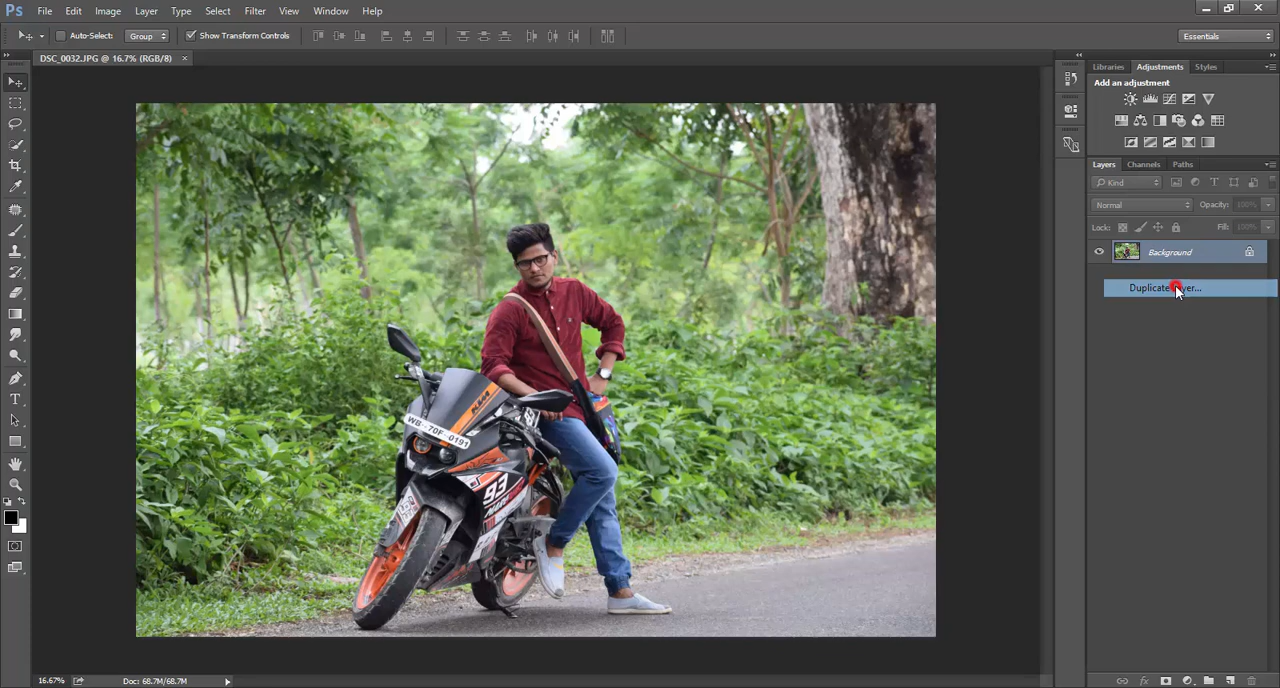 Ps File Edit Image Layer Type Select Filter View Window Help
Auto-Select: Group Show Transform Controls Essentials
DSC_0032.JPG @ 16.7% (RGB/8) ×
Libraries Adjustments Styles
Add an adjustment
Layers Channels Paths
Kind
Normal Opacity: 100%
Lock: Fill: 100%
Background
Duplicate
KTM
WB-70F-0191
93
16.67% Doc: 68.7M/68.7M